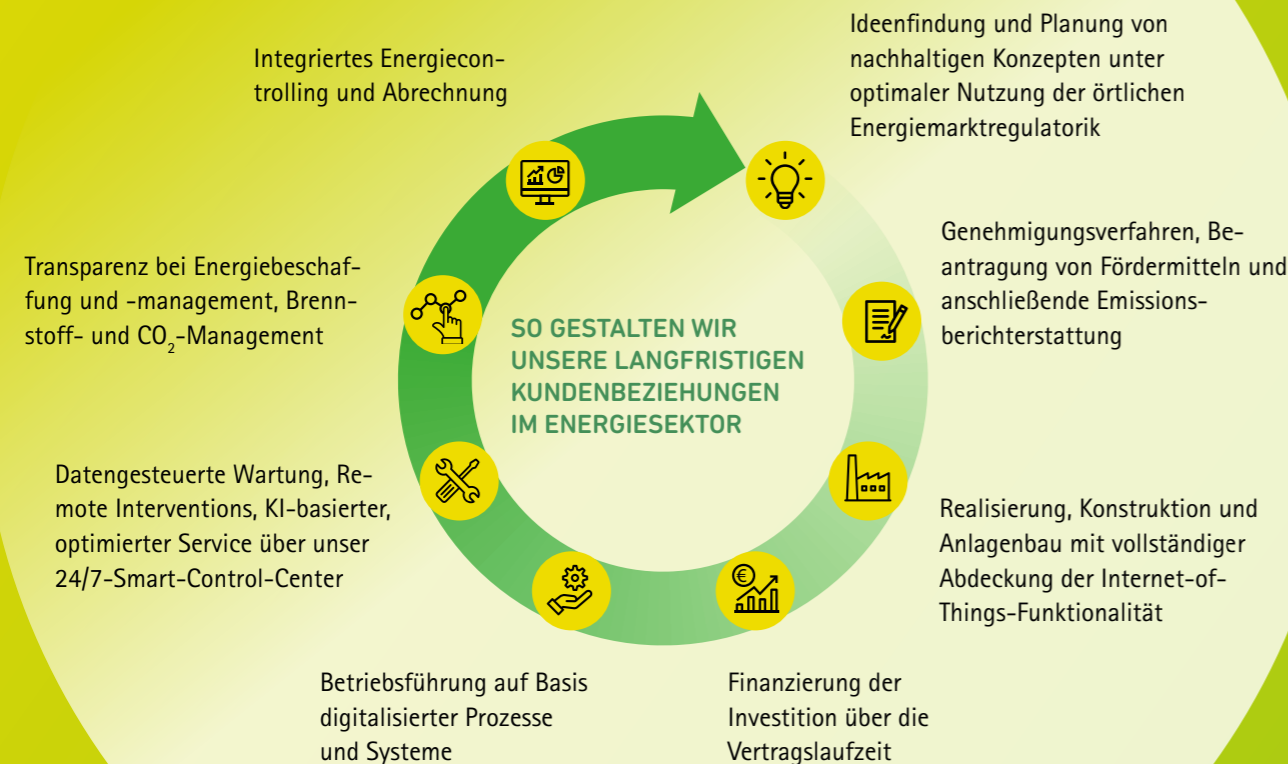 SO GESTALTEN WIR
UNSERE LANGFRISTIGEN
KUNDENBEZIEHUNGEN
IM ENERGIESEKTOR
Ideenfindung und Planung von
nachhaltigen Konzepten unter
optimaler Nutzung der örtlichen
Energiemarktregulatorik
Genehmigungsverfahren, Be-
antragung von Fördermitteln und
anschließende Emissions-
berichterstattung
Realisierung, Konstruktion und
Anlagenbau mit vollständiger
Abdeckung der Internet-of-
Things-Funktionalität
Finanzierung der
Investition über die
Vertragslaufzeit
Betriebsführung auf Basis
digitalisierter Prozesse
und Systeme
Datengesteuerte Wartung, Re-
mote Interventions, KI-basierter,
optimierter Service über unser
24/7-Smart-Control-Center
Transparenz bei Energiebeschaf-
fung und -management, Brenn-
stoff- und CO₂-Management
Integriertes Energiecon-
trolling und Abrechnung